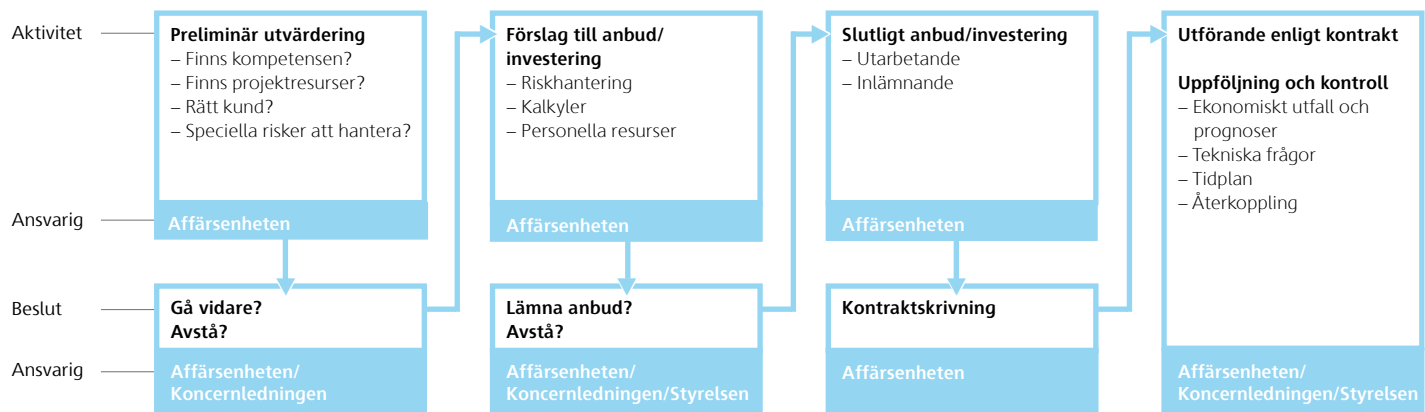 Aktivitet
Preliminär utvärdering
– Finns kompetensen?
– Finns projektresurser?
– Rätt kund?
– Speciella risker att hantera?
Ansvarig
Affärsenheten
Beslut
Gå vidare?
Avstå?
Ansvarig
Affärsenheten/
Koncernledningen
Förslag till anbud/
investering
– Riskhantering
– Kalkyler
– Personella resurser
Affärsenheten
Lämna anbud?
Avstå?
Affärsenheten/
Koncernledningen/Styrelsen
Slutligt anbud/investering
– Utarbetande
– Inlämnande
Affärsenheten
Kontraktskrivning
Affärsenheten
Utförande enligt kontrakt
Uppföljning och kontroll
– Ekonomiskt utfall och
prognoser
– Tekniska frågor
– Tidplan
– Återkoppling
Affärsenheten/
Koncernledningen/Styrelsen